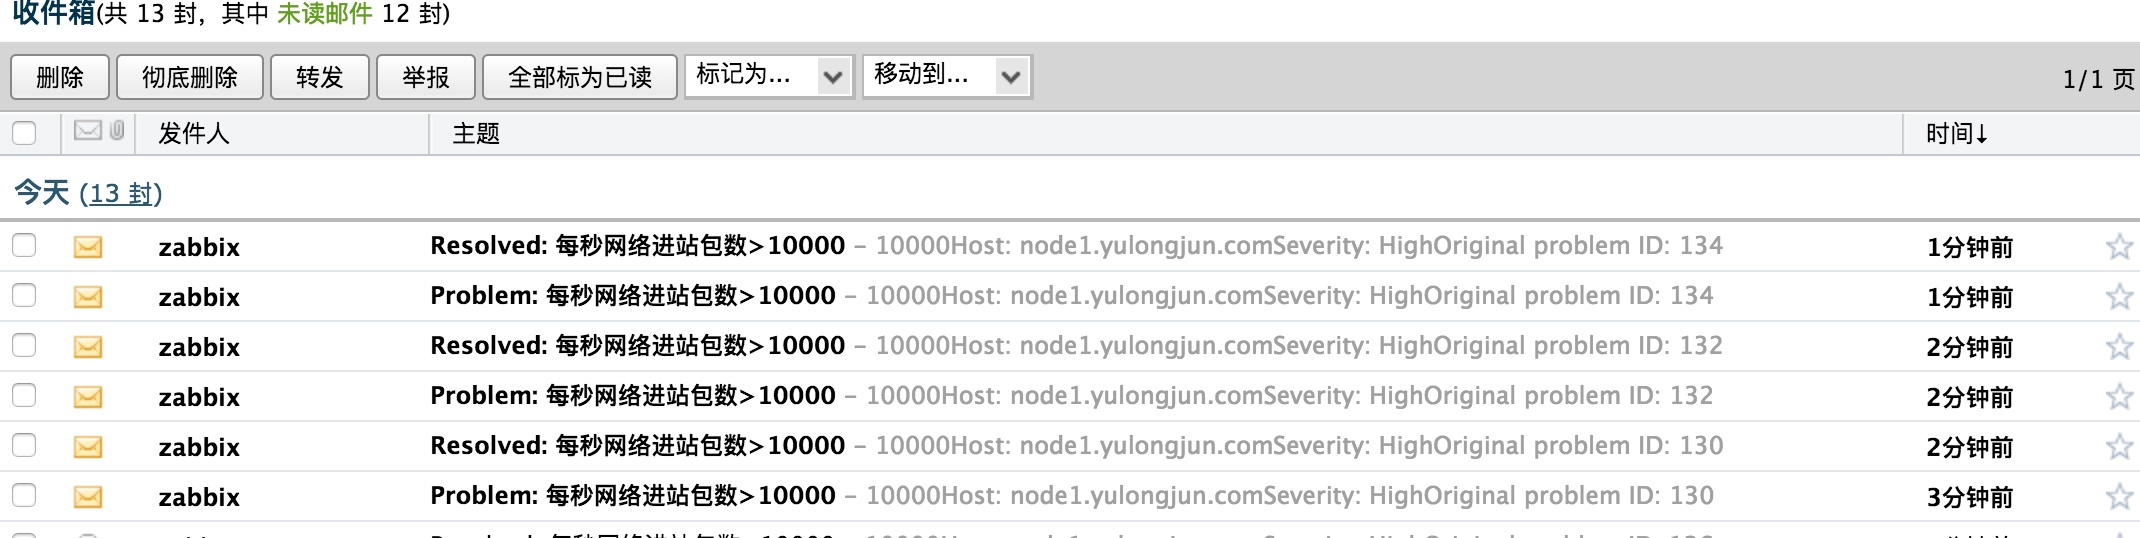 收件箱(共 13 封，其中 未读邮件 12 封)
删除 彻底删除 转发 举报 全部标为已读 标记为... 移动到... 1/1 页
发件人 主题 时间↓
今天 (13 封)
zabbix Resolved: 每秒网络进站包数>10000 – 10000Host: node1.yulongjun.comSeverity: HighOriginal problem ID: 134 1分钟前
zabbix Problem: 每秒网络进站包数>10000 – 10000Host: node1.yulongjun.comSeverity: HighOriginal problem ID: 134 1分钟前
zabbix Resolved: 每秒网络进站包数>10000 – 10000Host: node1.yulongjun.comSeverity: HighOriginal problem ID: 132 2分钟前
zabbix Problem: 每秒网络进站包数>10000 – 10000Host: node1.yulongjun.comSeverity: HighOriginal problem ID: 132 2分钟前
zabbix Resolved: 每秒网络进站包数>10000 – 10000Host: node1.yulongjun.comSeverity: HighOriginal problem ID: 130 2分钟前
zabbix Problem: 每秒网络进站包数>10000 – 10000Host: node1.yulongjun.comSeverity: HighOriginal problem ID: 130 3分钟前